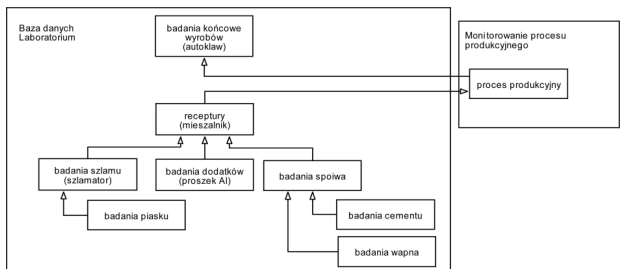 Baza danych
Laboratorium
badania końcowe
wyrobów
(autoklaw)
Monitorowanie procesu
produkcyjnego
proces produkcyjny
receptury
(mieszalnik)
badania szlamu
(szlamator)
badania dodatków
(proszek Al)
badania spoiwa
badania piasku
badania cementu
badania wapna